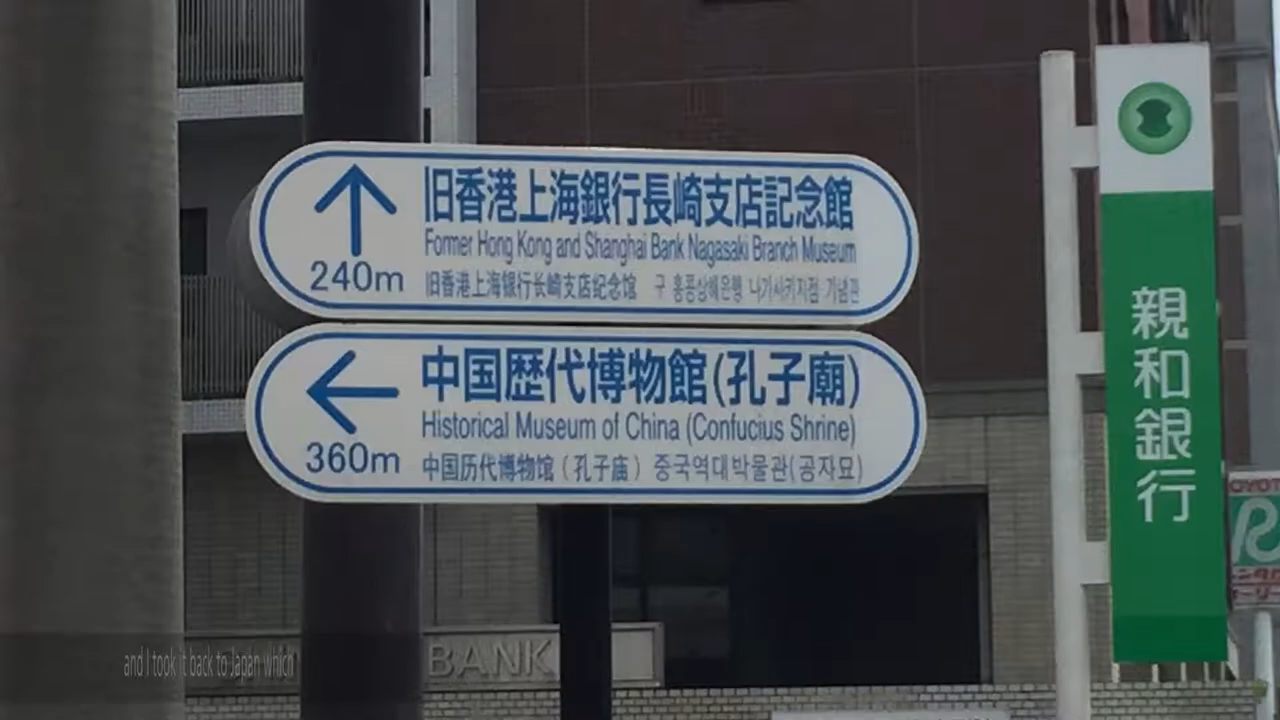 旧香港上海銀行長崎支店記念館
Former Hong Kong and Shanghai Bank Nagasaki Branch Museum
240m
旧香港上海银行长崎支店纪念馆 구 홍콩상해은행 나가사키지점 기념관
中国歴代博物館(孔子廟)
Historical Museum of China (Confucius Shrine)
360m
中国历代博物馆(孔子庙) 중국역대박물관(공자묘)
親和銀行
BANK
and I took it back to Japan which